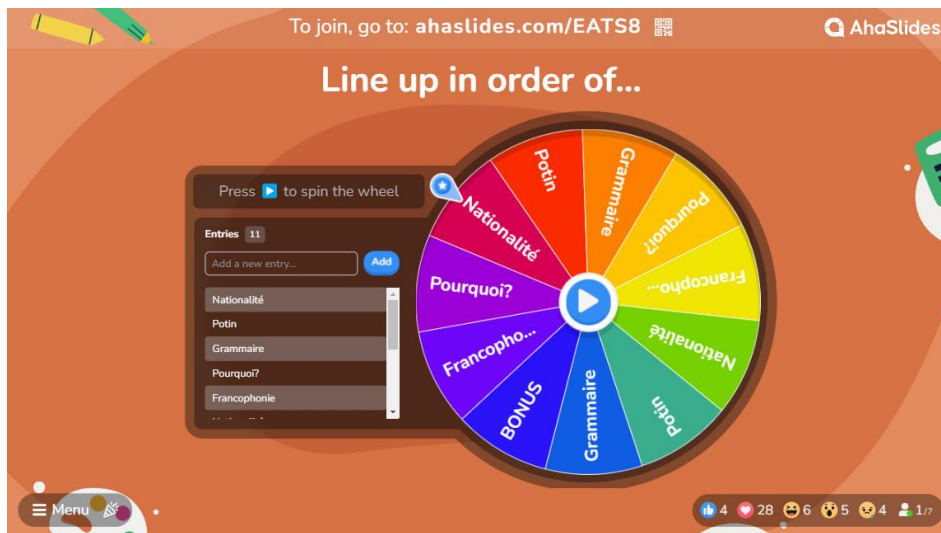 To join, go to: ahaslides.com/EATS8
AhaSlides
Line up in order of...
Press ▶ to spin the wheel
Entries 11
Add a new entry...
Add
Nationalité
Potin
Grammaire
Pourquoi?
Francophonie
Nationalité
Potin
Grammaire
Pourquoi?
Francopho...
Nationalité
Potin
Grammaire
BONUS
Francopho...
Pourquoi?
Menu
4 28 6 5 4 1/7